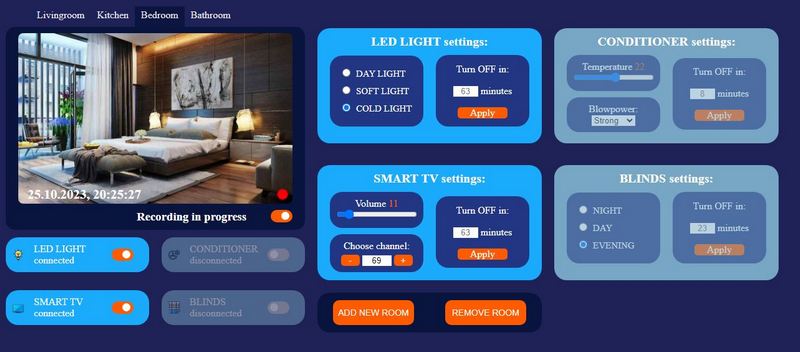 Livingroom Kitchen Bedroom Bathroom
25.10.2023, 20:25:27
Recording in progress
LED LIGHT
connected
CONDITIONER
disconnected
SMART TV
connected
BLINDS
disconnected
LED LIGHT settings:
DAY LIGHT
SOFT LIGHT
COLD LIGHT
Turn OFF in:
63 minutes
Apply
CONDITIONER settings:
Temperature 22
Blowpower:
Strong
Turn OFF in:
8 minutes
Apply
SMART TV settings:
Volume 11
Choose channel:
- 69 +
Turn OFF in:
63 minutes
Apply
BLINDS settings:
NIGHT
DAY
EVENING
Turn OFF in:
23 minutes
Apply
ADD NEW ROOM REMOVE ROOM